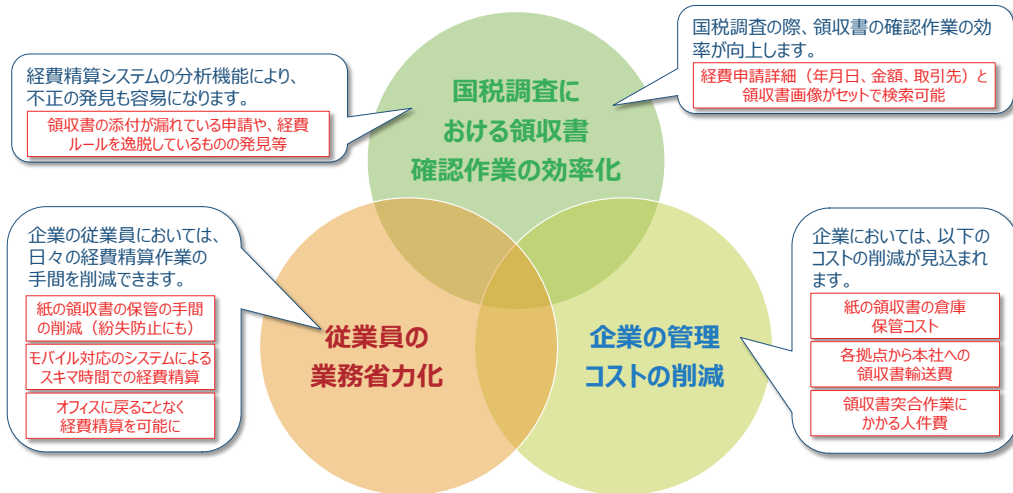 経費精算システムの分析機能により、
不正の発見も容易になります。
領収書の添付が漏れている申請や、経費
ルールを逸脱しているものの発見等
国税調査の際、領収書の確認作業の効
率が向上します。
経費申請詳細（年月日、金額、取引先）と
領収書画像がセットで検索可能
国税調査に
おける領収書
確認作業の効率化
企業の従業員においては、
日々の経費精算作業の
手間を削減できます。
紙の領収書の保管の手間
の削減（紛失防止にも）
モバイル対応のシステムによる
スキマ時間での経費精算
オフィスに戻ることなく
経費精算を可能に
従業員の
業務省力化
企業の管理
コストの削減
企業においては、以下の
コストの削減が見込まれ
ます。
紙の領収書の倉庫
保管コスト
各拠点から本社への
領収書輸送費
領収書突合作業に
かかる人件費